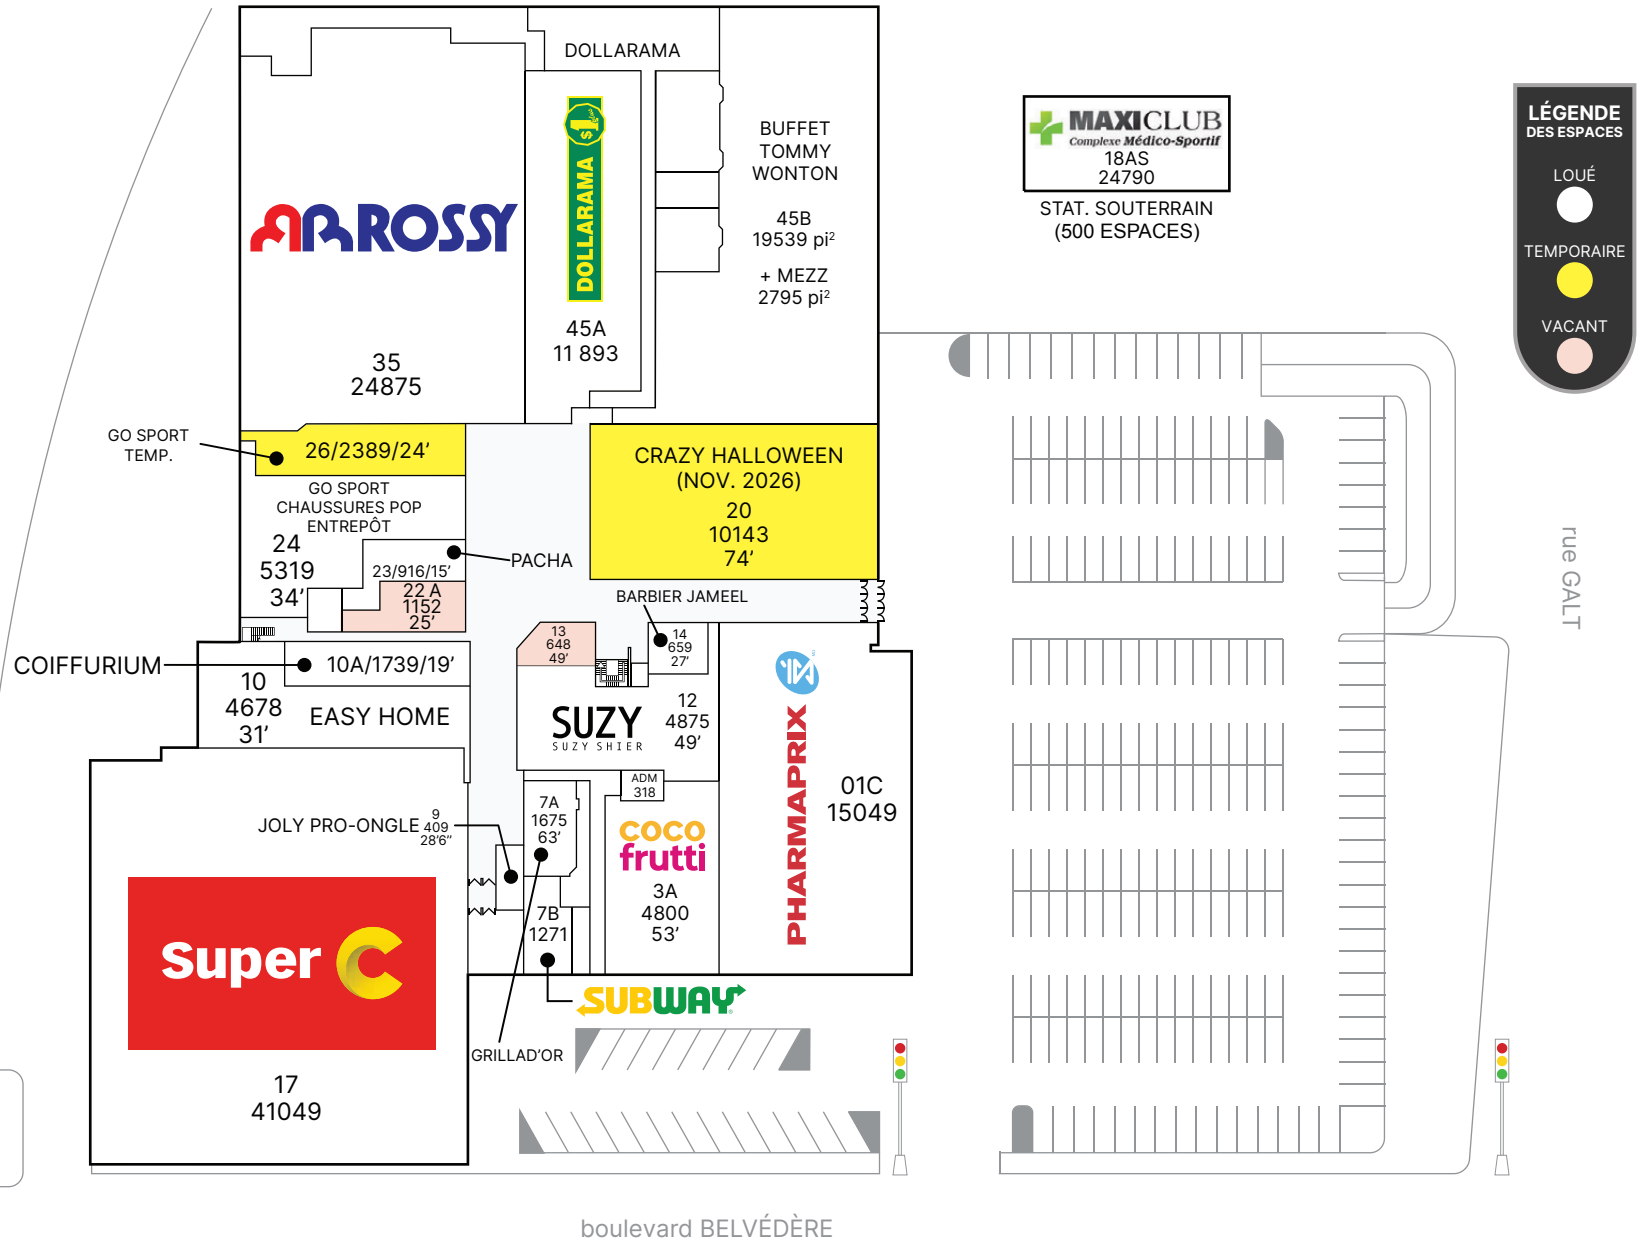 DOLLARAMA
BUFFET
TOMMY
WONTON
45B
19539 pi²
+ MEZZ
2795 pi²
ROSSY
35
24875
$1
DOLLARAMA
45A
11 893
MAXICLUB
Complexe Médico-Sportif
18AS
24790
STAT. SOUTERRAIN
(500 ESPACES)
LÉGENDE
DES ESPACES
LOUÉ
TEMPORAIRE
VACANT
GO SPORT
TEMP.
26/2389/24'
CRAZY HALLOWEEN
(NOV. 2026)
20
10143
74'
GO SPORT
CHAUSSURES POP
ENTREPÔT
24
5319
34'
PACHA
23/916/15'
22 A
1152
25'
BARBIER JAMEEL
13
648
49'
14
659
27'
COIFFURIUM
10A/1739/19'
10
4678
31'
EASY HOME
SUZY
SUZY SHIER
12
4875
49'
ADM
318
PHARMAPRIX
01C
15049
JOLY PRO-ONGLE
9
409
28'6"
7A
1675
63'
coco
frutti
3A
4800
53'
7B
1271
Super C
17
41049
SUBWAY
GRILLAD'OR
rue GALT
boulevard BELVÉDÈRE